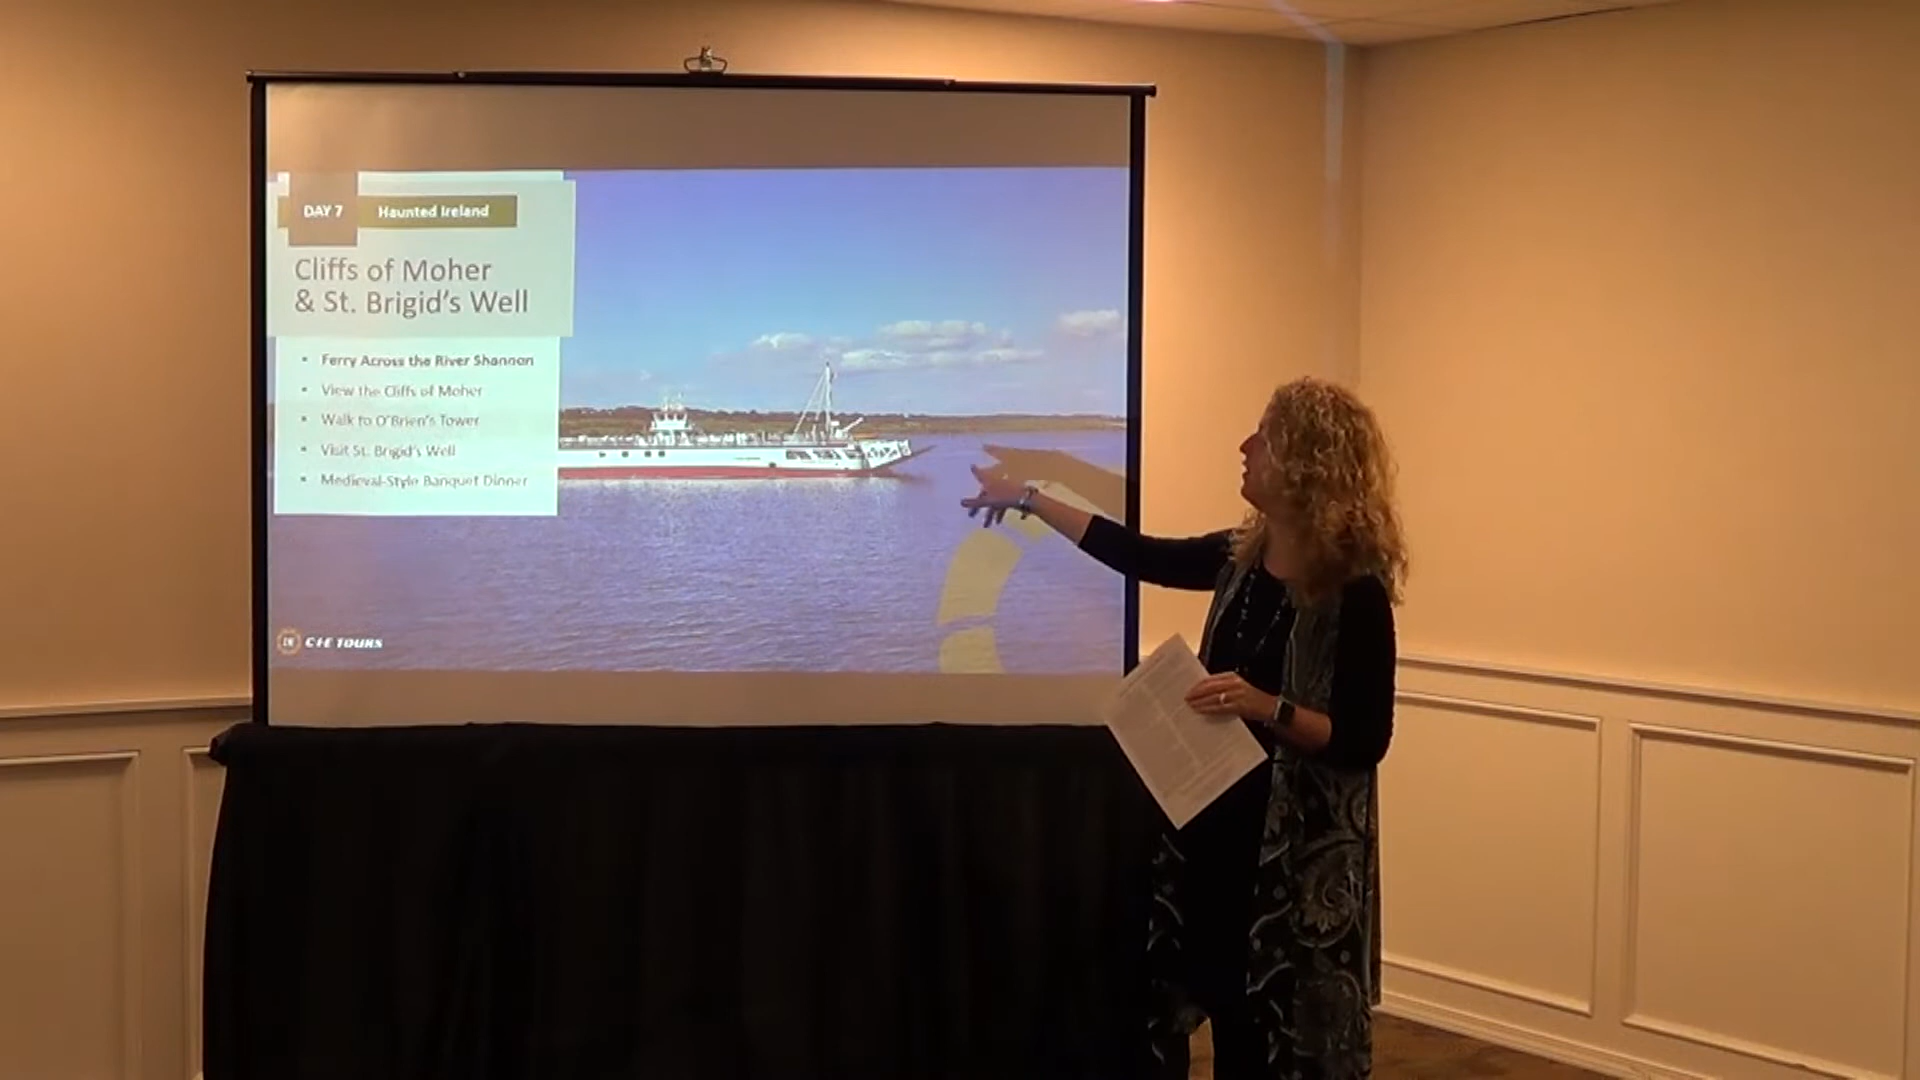 DAY 7 Haunted Ireland
Cliffs of Moher
& St. Brigid's Well
▪ Ferry Across the River Shannon
▪ View the Cliffs of Moher
▪ Walk to O'Brien's Tower
▪ Visit St. Brigid's Well
▪ Medieval-Style Banquet Dinner
CIE TOURS